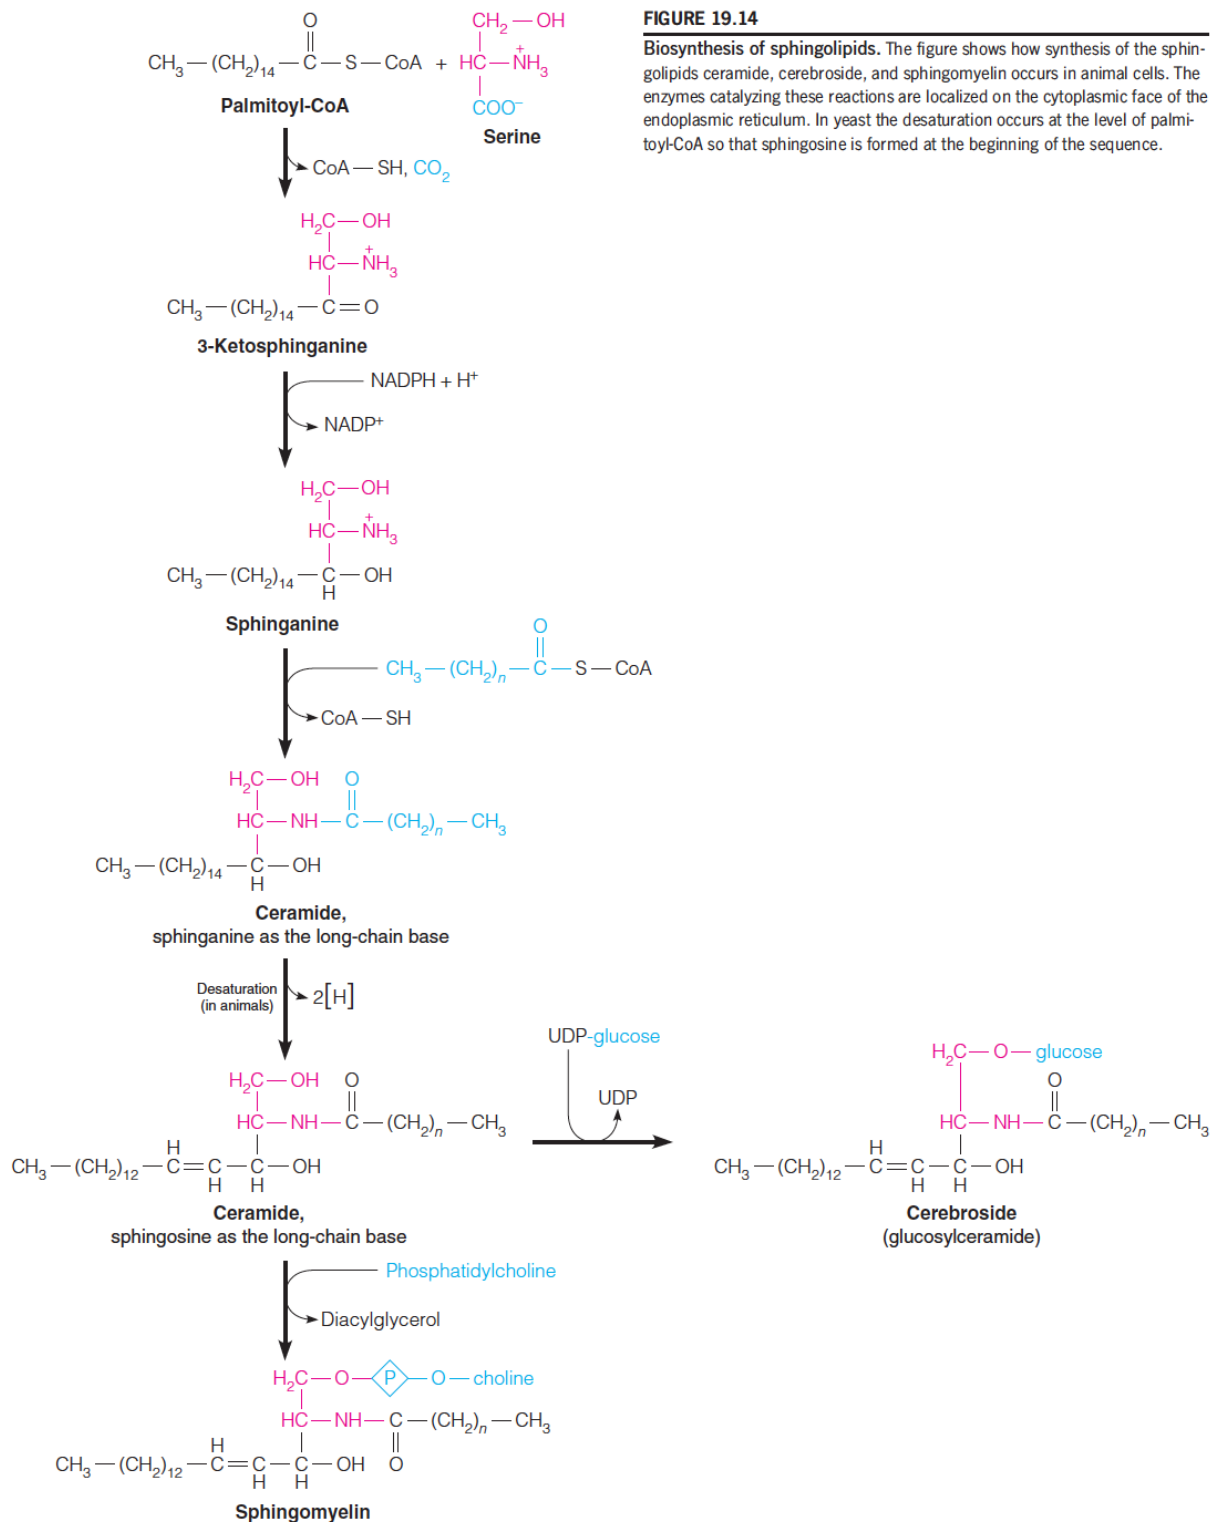 FIGURE 19.14
Biosynthesis of sphingolipids. The figure shows how synthesis of the sphin-
golipids ceramide, cerebroside, and sphingomyelin occurs in animal cells. The
enzymes catalyzing these reactions are localized on the cytoplasmic face of the
endoplasmic reticulum. In yeast the desaturation occurs at the level of palmi-
toyl-CoA so that sphingosine is formed at the beginning of the sequence.
O
CH₃—(CH₂)₁₄—C—S—CoA +
Palmitoyl-CoA
CH₂—OH
HC—N⁺H₃
COO⁻
Serine
CoA—SH, CO₂
H₂C—OH
HC—N⁺H₃
CH₃—(CH₂)₁₄—C=O
3-Ketosphinganine
NADPH + H⁺
NADP⁺
H₂C—OH
HC—N⁺H₃
CH₃—(CH₂)₁₄—C—OH
H
Sphinganine
O
CH₃—(CH₂)ₙ—C—S—CoA
CoA—SH
H₂C—OH O
HC—NH—C—(CH₂)ₙ—CH₃
CH₃—(CH₂)₁₄—C—OH
H
Ceramide,
sphinganine as the long-chain base
Desaturation
(in animals)
2[H]
H₂C—OH O
HC—NH—C—(CH₂)ₙ—CH₃
H
CH₃—(CH₂)₁₂—C=C—C—OH
H H
Ceramide,
sphingosine as the long-chain base
UDP-glucose
UDP
H₂C—O—glucose
O
HC—NH—C—(CH₂)ₙ—CH₃
H
CH₃—(CH₂)₁₂—C=C—C—OH
H H
Cerebroside
(glucosylceramide)
Phosphatidylcholine
Diacylglycerol
H₂C—O—P—O—choline
HC—NH—C—(CH₂)ₙ—CH₃
H
CH₃—(CH₂)₁₂—C=C—C—OH O
H H
Sphingomyelin